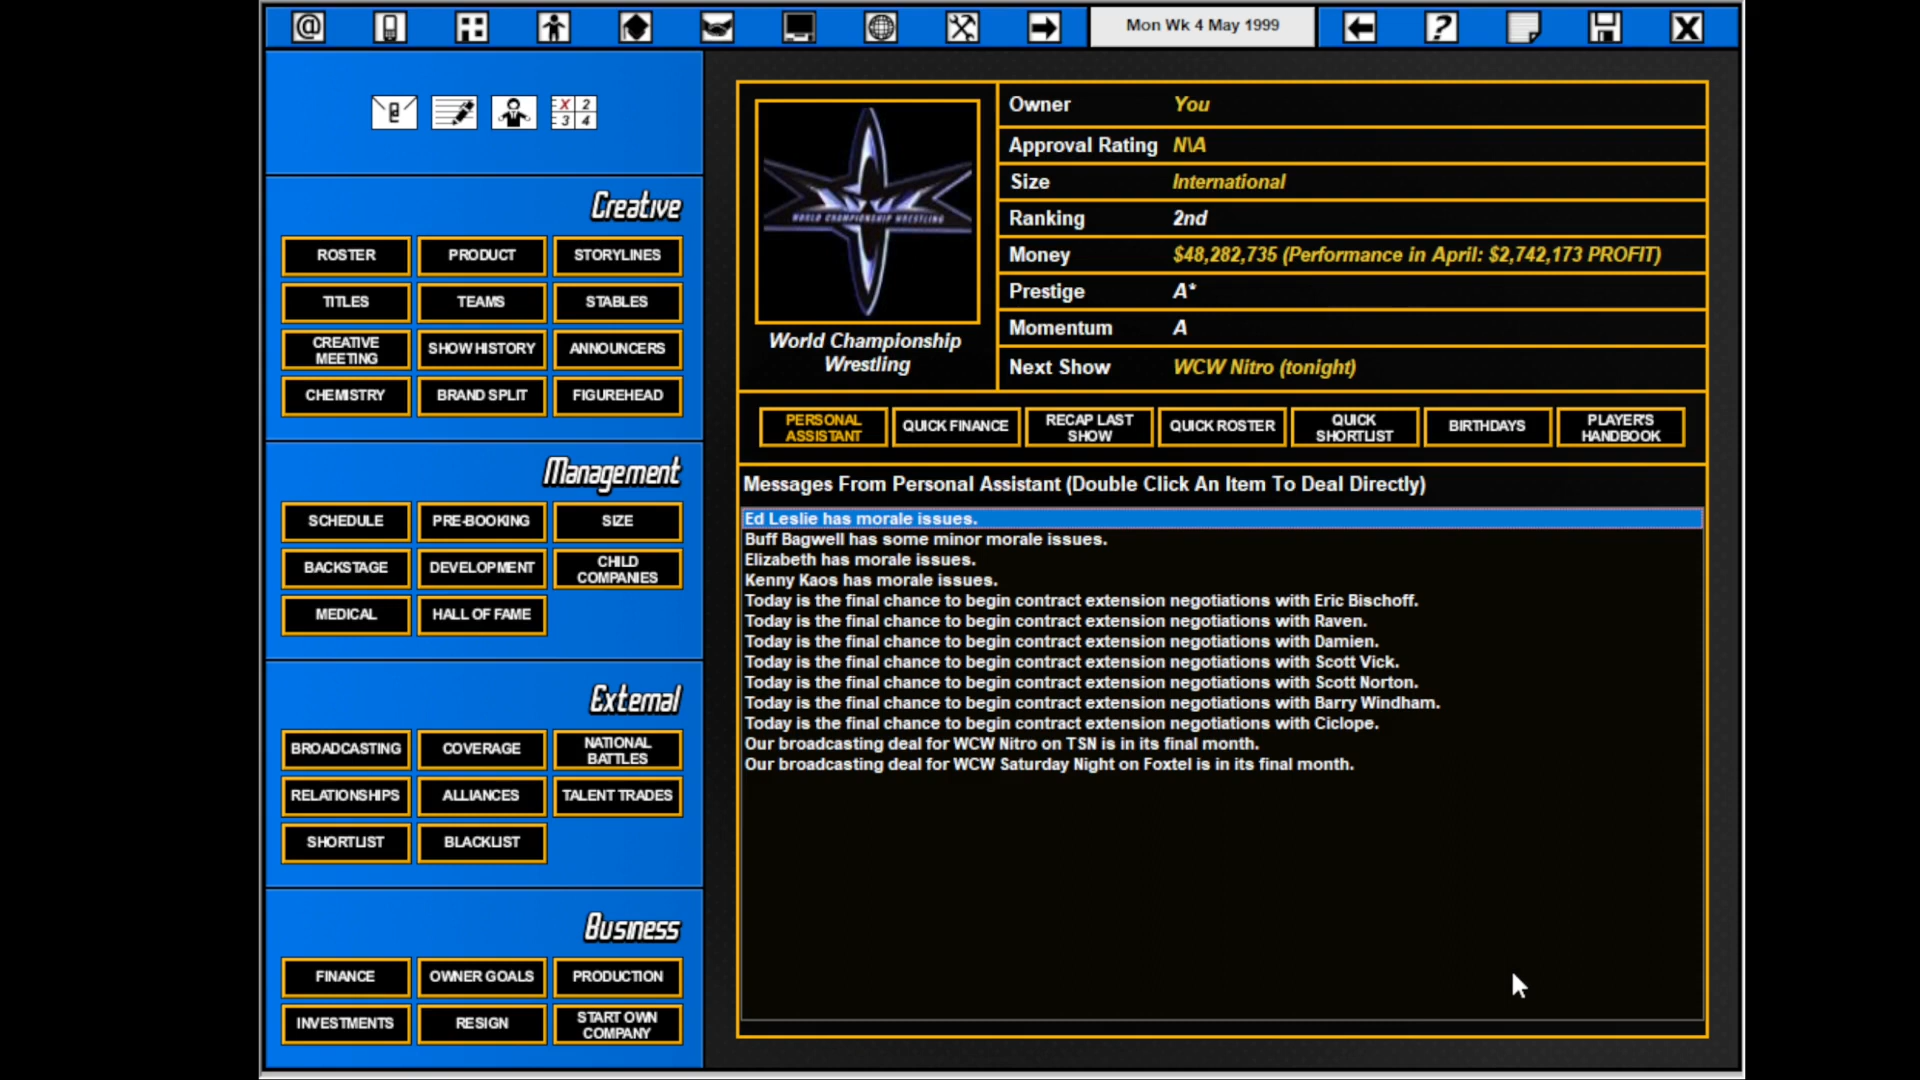 Mon Wk 4 May 1999
Creative
ROSTER
PRODUCT
STORYLINES
TITLES
TEAMS
STABLES
CREATIVE
MEETING
SHOW HISTORY
ANNOUNCERS
CHEMISTRY
BRAND SPLIT
FIGUREHEAD
Management
SCHEDULE
PRE-BOOKING
SIZE
BACKSTAGE
DEVELOPMENT
CHILD
COMPANIES
MEDICAL
HALL OF FAME
External
BROADCASTING
COVERAGE
NATIONAL
BATTLES
RELATIONSHIPS
ALLIANCES
TALENT TRADES
SHORTLIST
BLACKLIST
Business
FINANCE
OWNER GOALS
PRODUCTION
INVESTMENTS
RESIGN
START OWN
COMPANY
WORLD CHAMPIONSHIP WRESTLING
World Championship
Wrestling
Owner You
Approval Rating N\A
Size International
Ranking 2nd
Money $48,282,735 (Performance in April: $2,742,173 PROFIT)
Prestige A*
Momentum A
Next Show WCW Nitro (tonight)
PERSONAL
ASSISTANT
QUICK FINANCE
RECAP LAST
SHOW
QUICK ROSTER
QUICK
SHORTLIST
BIRTHDAYS
PLAYER'S
HANDBOOK
Messages From Personal Assistant (Double Click An Item To Deal Directly)
Ed Leslie has morale issues.
Buff Bagwell has some minor morale issues.
Elizabeth has morale issues.
Kenny Kaos has morale issues.
Today is the final chance to begin contract extension negotiations with Eric Bischoff.
Today is the final chance to begin contract extension negotiations with Raven.
Today is the final chance to begin contract extension negotiations with Damien.
Today is the final chance to begin contract extension negotiations with Scott Vick.
Today is the final chance to begin contract extension negotiations with Scott Norton.
Today is the final chance to begin contract extension negotiations with Barry Windham.
Today is the final chance to begin contract extension negotiations with Ciclope.
Our broadcasting deal for WCW Nitro on TSN is in its final month.
Our broadcasting deal for WCW Saturday Night on Foxtel is in its final month.